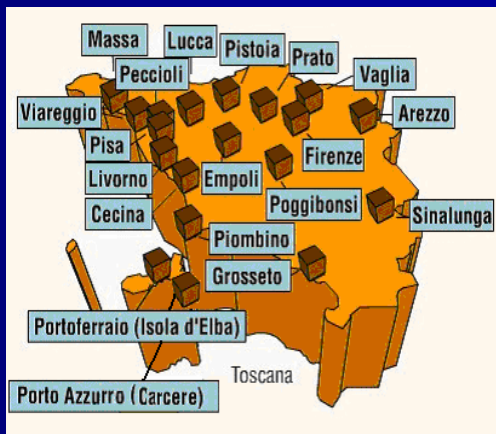 Massa
Lucca
Pistoia
Prato
Peccioli
Vaglia
Viareggio
Arezzo
Pisa
Firenze
Livorno
Empoli
Cecina
Poggibonsi
Sinalunga
Piombino
Grosseto
Portoferraio (Isola d'Elba)
Toscana
Porto Azzurro (Carcere)